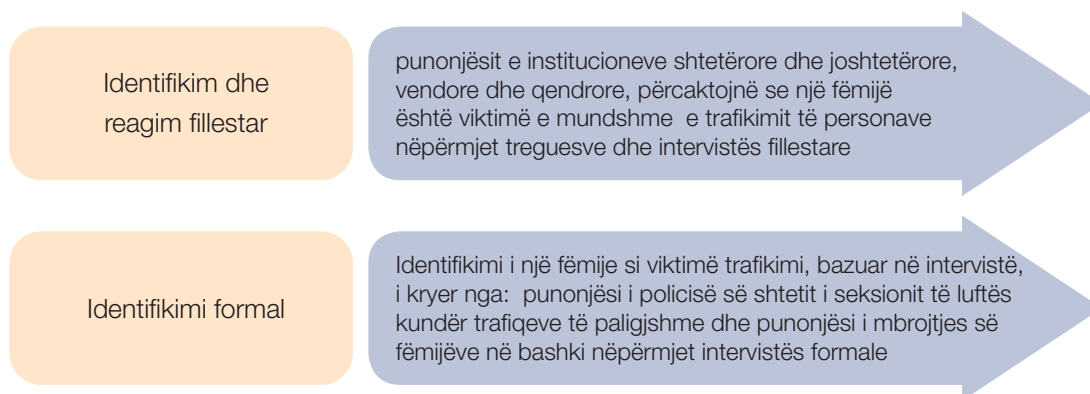 Identifikim dhe
reagim fillestar
punonjësit e institucioneve shtetërore dhe joshtetërore,
vendore dhe qendrore, përcaktojnë se një fëmijë
është viktimë e mundshme e trafikimit të personave
nëpërmjet treguesve dhe intervistës fillestare
Identifikimi formal
Identifikimi i një fëmije si viktimë trafikimi, bazuar në intervistë,
i kryer nga: punonjësi i policisë së shtetit i seksionit të luftës
kundër trafiqeve të paligjshme dhe punonjësi i mbrojtjes së
fëmijëve në bashki nëpërmjet intervistës formale